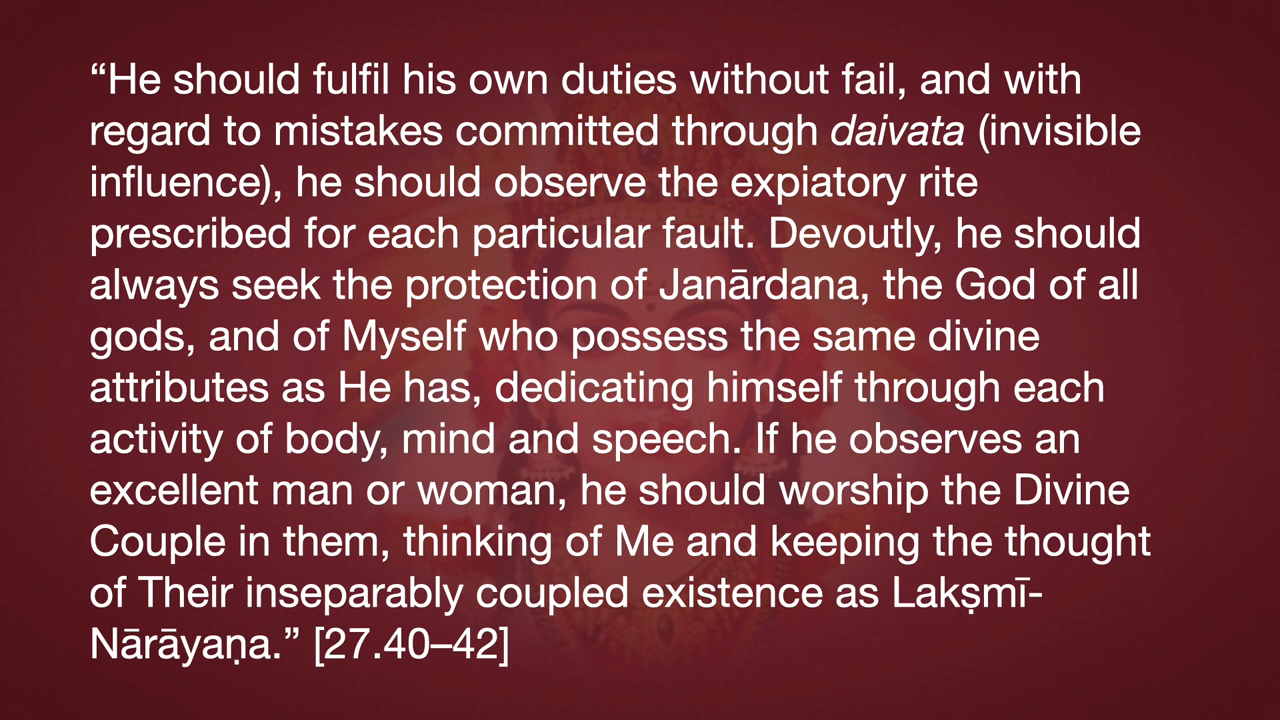 “He should fulfil his own duties without fail, and with
regard to mistakes committed through daivata (invisible
influence), he should observe the expiatory rite
prescribed for each particular fault. Devoutly, he should
always seek the protection of Janārdana, the God of all
gods, and of Myself who possess the same divine
attributes as He has, dedicating himself through each
activity of body, mind and speech. If he observes an
excellent man or woman, he should worship the Divine
Couple in them, thinking of Me and keeping the thought
of Their inseparably coupled existence as Lakṣmī-
Nārāyaṇa.” [27.40–42]